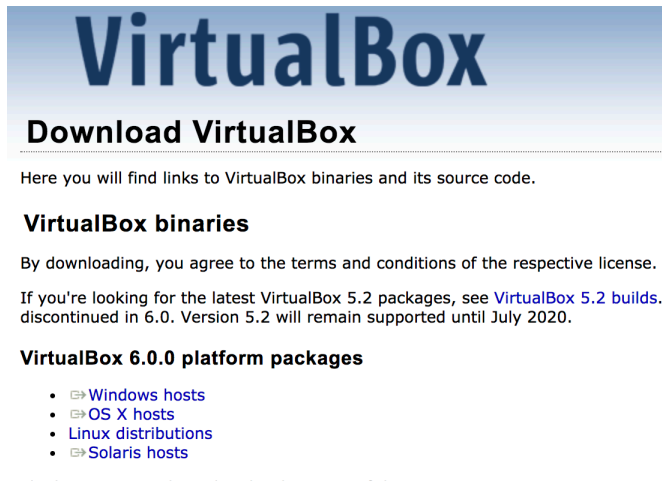 VirtualBox
Download VirtualBox
Here you will find links to VirtualBox binaries and its source code.
VirtualBox binaries
By downloading, you agree to the terms and conditions of the respective license.
If you're looking for the latest VirtualBox 5.2 packages, see VirtualBox 5.2 builds.
discontinued in 6.0. Version 5.2 will remain supported until July 2020.
VirtualBox 6.0.0 platform packages
Windows hosts
OS X hosts
Linux distributions
Solaris hosts